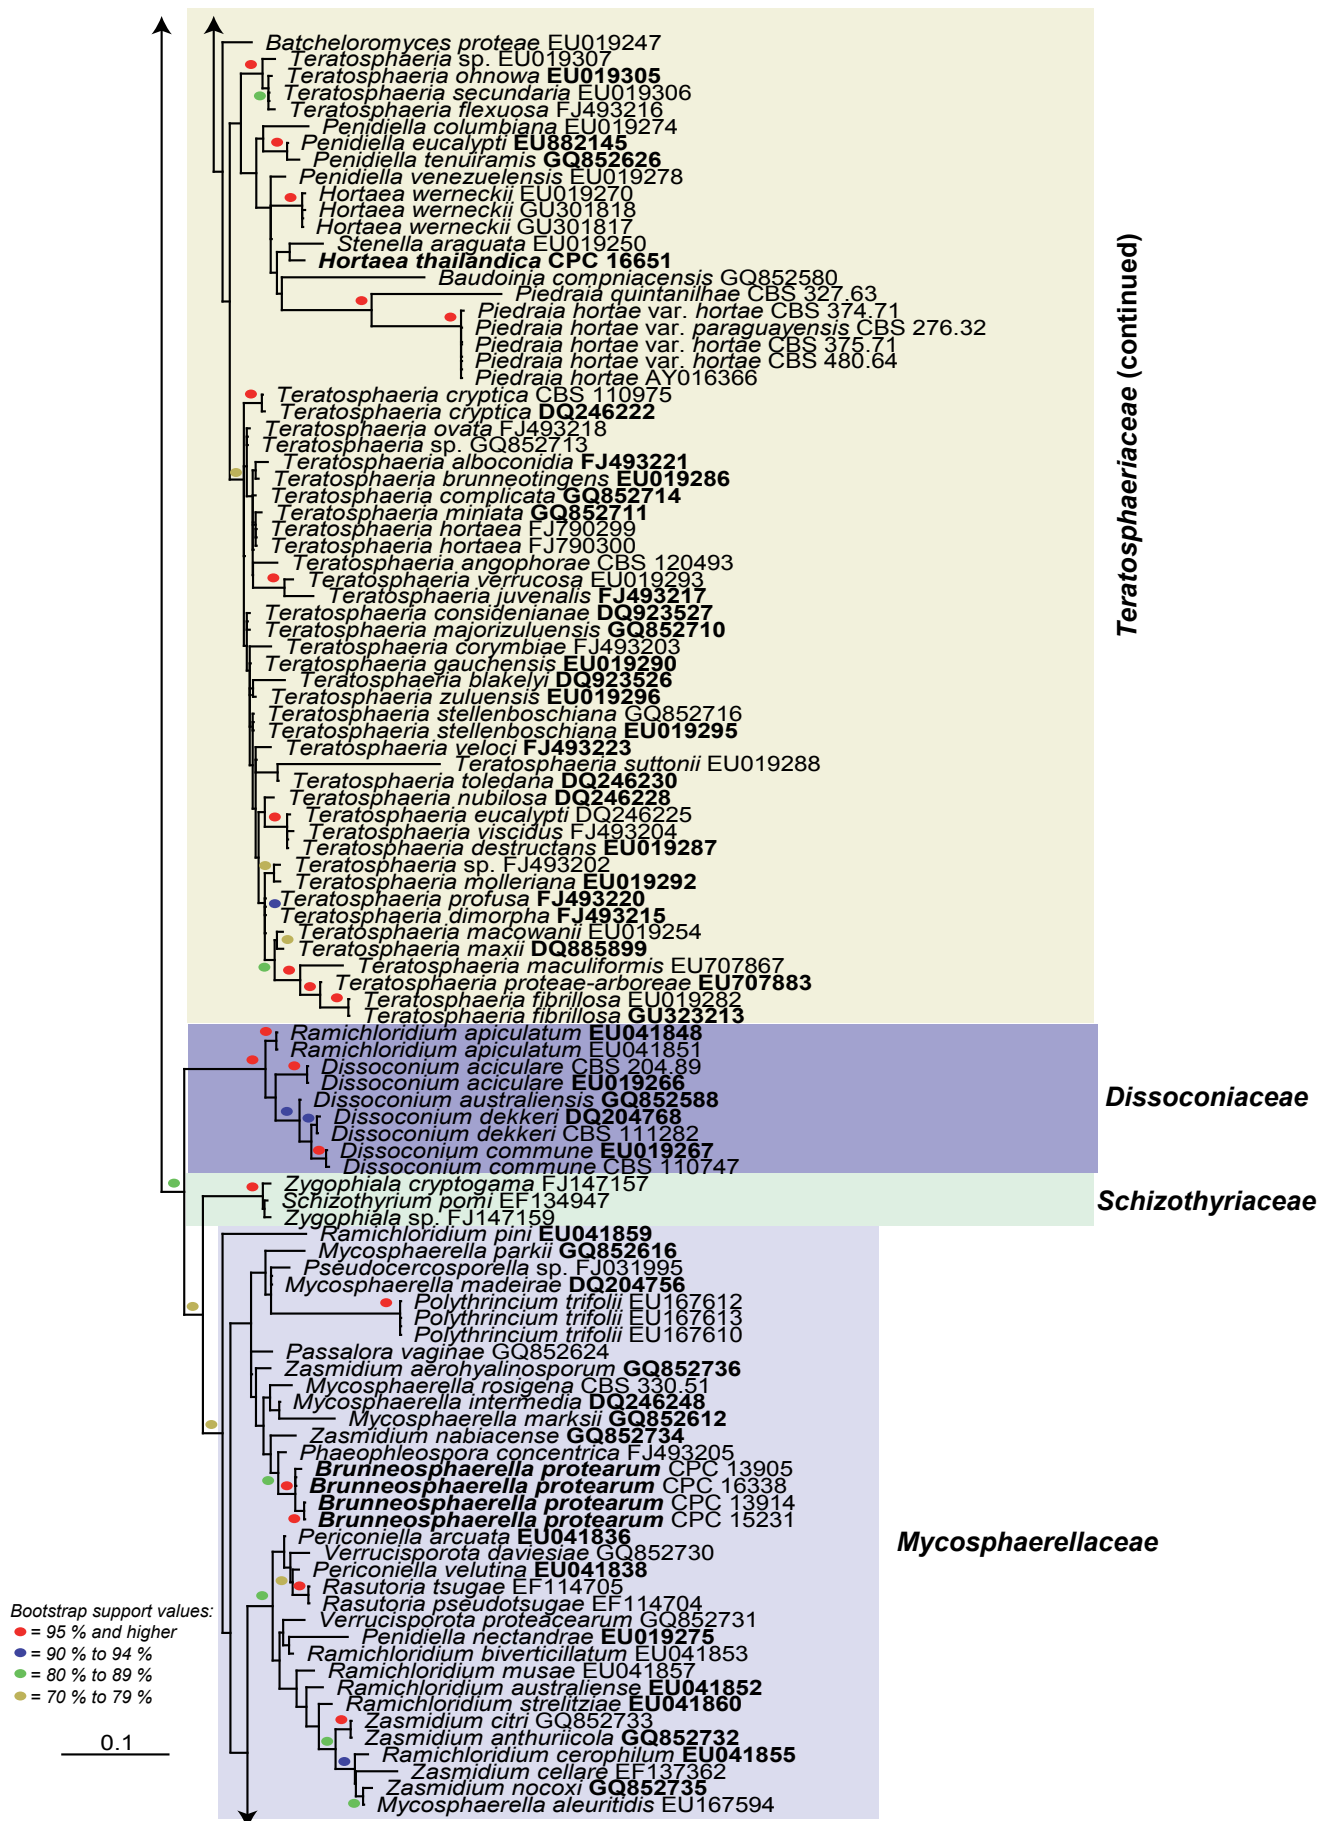 Batcheloromyces proteae EU019247
Teratosphaeria sp. EU019307
Teratosphaeria ohnowa EU019305
Teratosphaeria secundaria EU019306
Teratosphaeria flexuosa FJ493216
Penidiella columbiana EU019274
Penidiella eucalypti EU882145
Penidiella tenuiramis GQ852626
Penidiella venezuelensis EU019278
Hortaea werneckii EU019270
Hortaea werneckii GU301818
Hortaea werneckii GU301817
Stenella araguata EU019250
Hortaea thailandica CPC 16651
Baudoinia compniacensis GQ852580
Piedraia quintanilhae CBS 327.63
Piedraia hortae var. hortae CBS 374.71
Piedraia hortae var. paraguayensis CBS 276.32
Piedraia hortae var. hortae CBS 375.71
Piedraia hortae var. hortae CBS 480.64
Piedraia hortae AY016366
Teratosphaeria cryptica CBS 110975
Teratosphaeria cryptica DQ246222
Teratosphaeria ovata FJ493218
Teratosphaeria sp. GQ852713
Teratosphaeria alboconidia FJ493221
Teratosphaeria brunneotingens EU019286
Teratosphaeria complicata GQ852714
Teratosphaeria miniata GQ852711
Teratosphaeria hortaea FJ790299
Teratosphaeria hortaea FJ790300
Teratosphaeria angophorae CBS 120493
Teratosphaeria verrucosa EU019293
Teratosphaeria juvenalis FJ493217
Teratosphaeria considenianae DQ923527
Teratosphaeria majorizuluensis GQ852710
Teratosphaeria corymbiae FJ493203
Teratosphaeria gauchensis EU019290
Teratosphaeria blakelyi DQ923526
Teratosphaeria zuluensis EU019296
Teratosphaeria stellenboschiana GQ852716
Teratosphaeria stellenboschiana EU019295
Teratosphaeria veloci FJ493223
Teratosphaeria suttonii EU019288
Teratosphaeria toledana DQ246230
Teratosphaeria nubilosa DQ246228
Teratosphaeria eucalypti DQ246225
Teratosphaeria viscidus FJ493204
Teratosphaeria destructans EU019287
Teratosphaeria sp. FJ493202
Teratosphaeria molleriana EU019292
Teratosphaeria profusa FJ493220
Teratosphaeria dimorpha FJ493215
Teratosphaeria macowanii EU019254
Teratosphaeria maxii DQ885899
Teratosphaeria maculiformis EU707867
Teratosphaeria proteae-arboreae EU707883
Teratosphaeria fibrillosa EU019282
Teratosphaeria fibrillosa GU323213
Teratosphaeriaceae (continued)
Ramichloridium apiculatum EU041848
Ramichloridium apiculatum EU041851
Dissoconium aciculare CBS 204.89
Dissoconium aciculare EU019266
Dissoconium australiensis GQ852588
Dissoconium dekkeri DQ204768
Dissoconium dekkeri CBS 111282
Dissoconium commune EU019267
Dissoconium commune CBS 110747
Dissoconiaceae
Zygophiala cryptogama FJ147157
Schizothyrium pomi EF134947
Zygophiala sp. FJ147159
Schizothyriaceae
Ramichloridium pini EU041859
Mycosphaerella parkii GQ852616
Pseudocercosporella sp. FJ031995
Mycosphaerella madeirae DQ204756
Polythrincium trifolii EU167612
Polythrincium trifolii EU167613
Polythrincium trifolii EU167610
Passalora vaginae GQ852624
Zasmidium aerohyalinosporum GQ852736
Mycosphaerella rosigena CBS 330.51
Mycosphaerella intermedia DQ246248
Mycosphaerella marksii GQ852612
Zasmidium nabiacense GQ852734
Phaeophleospora concentrica FJ493205
Brunneosphaerella protearum CPC 13905
Brunneosphaerella protearum CPC 16338
Brunneosphaerella protearum CPC 13914
Brunneosphaerella protearum CPC 15231
Periconiella arcuata EU041836
Verrucisporota daviesiae GQ852730
Periconiella velutina EU041838
Rasutoria tsugae EF114705
Rasutoria pseudotsugae EF114704
Verrucisporota proteacearum GQ852731
Penidiella nectandrae EU019275
Ramichloridium biverticillatum EU041853
Ramichloridium musae EU041857
Ramichloridium australiense EU041852
Ramichloridium strelitziae EU041860
Zasmidium citri GQ852733
Zasmidium anthuriicola GQ852732
Ramichloridium cerophilum EU041855
Zasmidium cellare EF137362
Zasmidium nocoxi GQ852735
Mycosphaerella aleuritidis EU167594
Mycosphaerellaceae
Bootstrap support values:
= 95 % and higher
= 90 % to 94 %
= 80 % to 89 %
= 70 % to 79 %
0.1